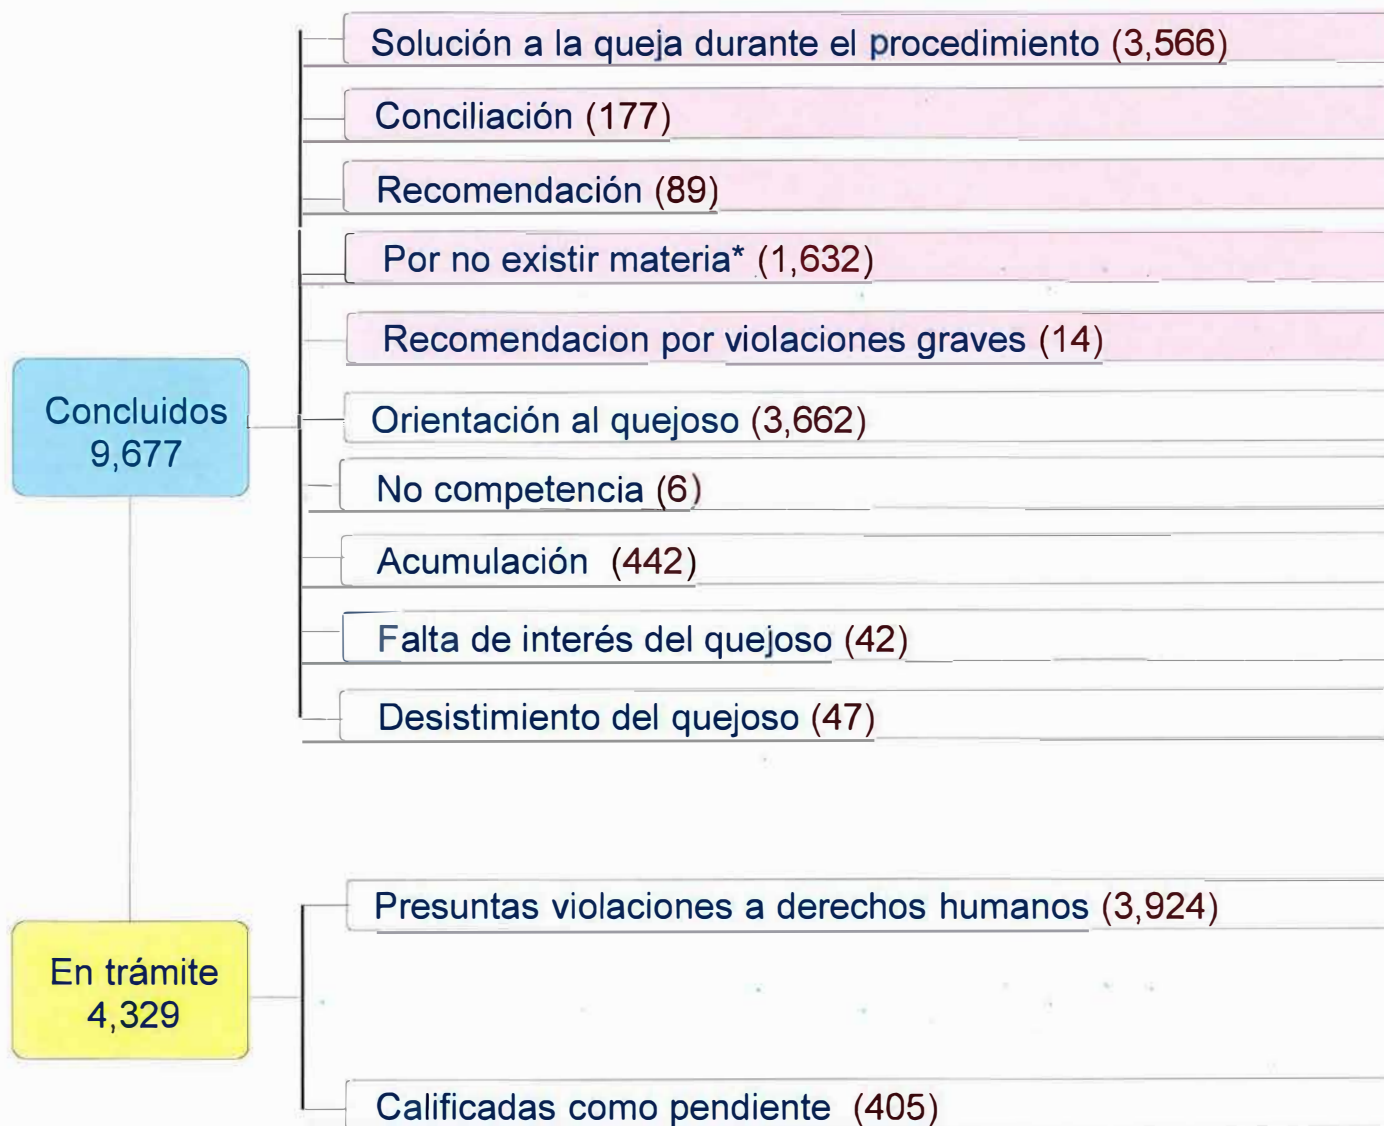 Solución a la queja durante el procedimiento (3,566)
Conciliación (177)
Recomendación (89)
Por no existir materia* (1,632)
Recomendacion por violaciones graves (14)
Concluidos
9,677
Orientación al quejoso (3,662)
No competencia (6)
Acumulación (442)
Falta de interés del quejoso (42)
Desistimiento del quejoso (47)
Presuntas violaciones a derechos humanos (3,924)
En trámite
4,329
Calificadas como pendiente (405)